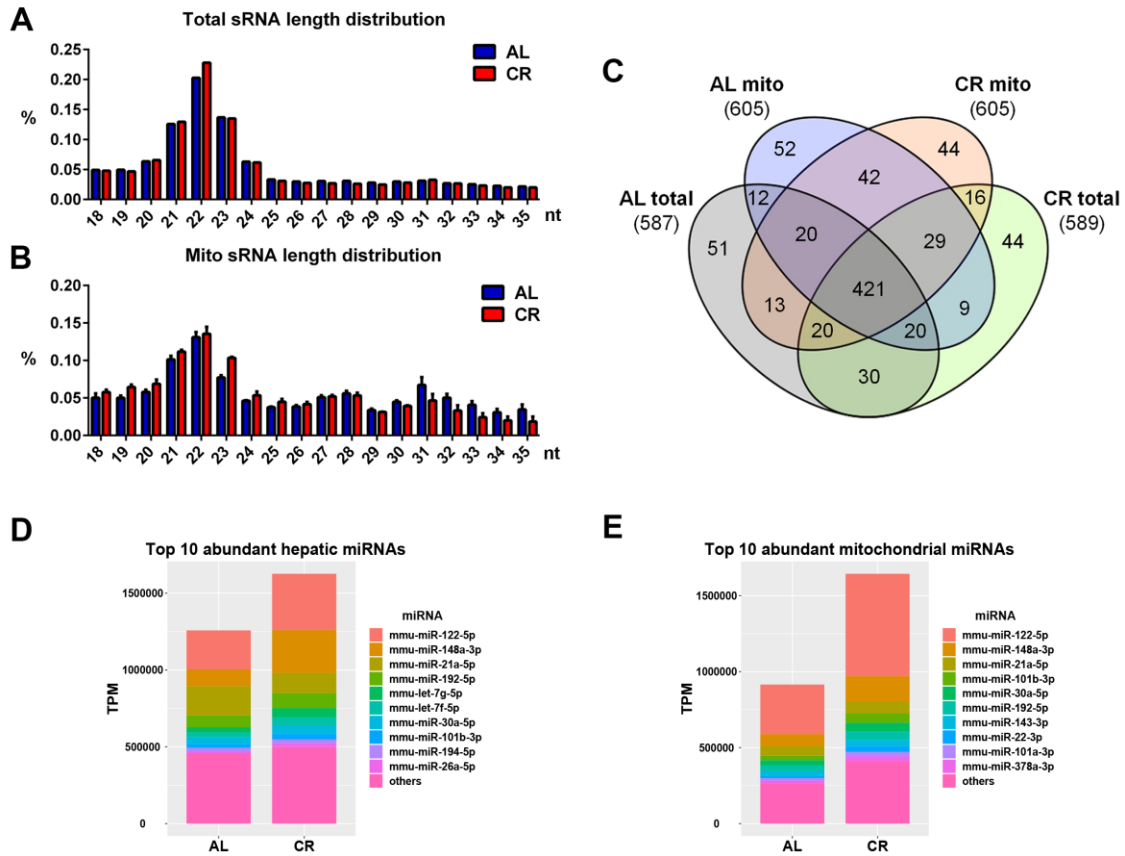 A
Total sRNA length distribution
0.25
0.20
0.15
0.10
0.05
0.00
%
AL
CR
18 19 20 21 22 23 24 25 26 27 28 29 30 31 32 33 34 35 nt
B
Mito sRNA length distribution
0.20
0.15
0.10
0.05
0.00
%
AL
CR
18 19 20 21 22 23 24 25 26 27 28 29 30 31 32 33 34 35 nt
C
AL mito
(605)
CR mito
(605)
AL total
(587)
CR total
(589)
52
44
42
12
16
51
20
29
44
421
13
9
20
20
30
D
Top 10 abundant hepatic miRNAs
1500000
1000000
500000
0
TPM
AL CR
miRNA
mmu-miR-122-5p
mmu-miR-148a-3p
mmu-miR-21a-5p
mmu-miR-192-5p
mmu-let-7g-5p
mmu-let-7f-5p
mmu-miR-30a-5p
mmu-miR-101b-3p
mmu-miR-194-5p
mmu-miR-26a-5p
others
E
Top 10 abundant mitochondrial miRNAs
1500000
1000000
500000
0
TPM
AL CR
miRNA
mmu-miR-122-5p
mmu-miR-148a-3p
mmu-miR-21a-5p
mmu-miR-101b-3p
mmu-miR-30a-5p
mmu-miR-192-5p
mmu-miR-143-3p
mmu-miR-22-3p
mmu-miR-101a-3p
mmu-miR-378a-3p
others